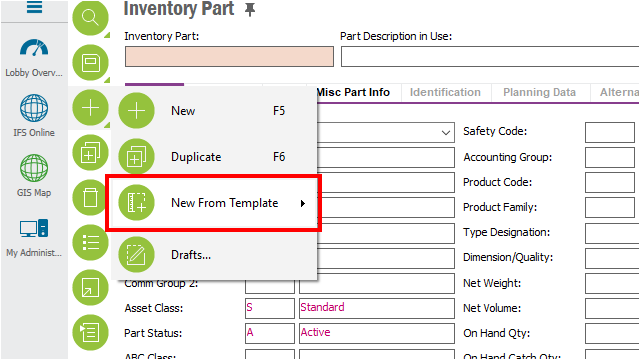 Inventory Part
Inventory Part:
Part Description in Use:
Lobby Overv...
IFS Online
GIS Map
My Administ...
Misc Part Info
Identification
Planning Data
Alterna
New F5
Duplicate F6
New From Template
Drafts...
Safety Code:
Accounting Group:
Product Code:
Product Family:
Type Designation:
Dimension/Quality:
Comm Group 2:
Net Weight:
Asset Class: S Standard
Net Volume:
Part Status: A Active
On Hand Qty:
ABC Class:
On Hand Catch Qty: